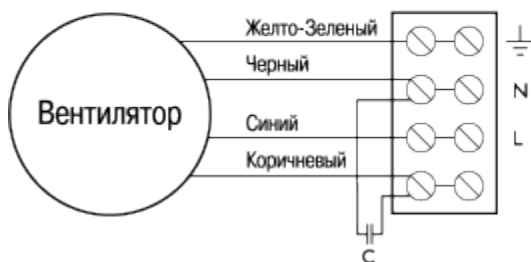 Желто-Зеленый
Черный
N
Вентилятор
Синий
L
Коричневый
C